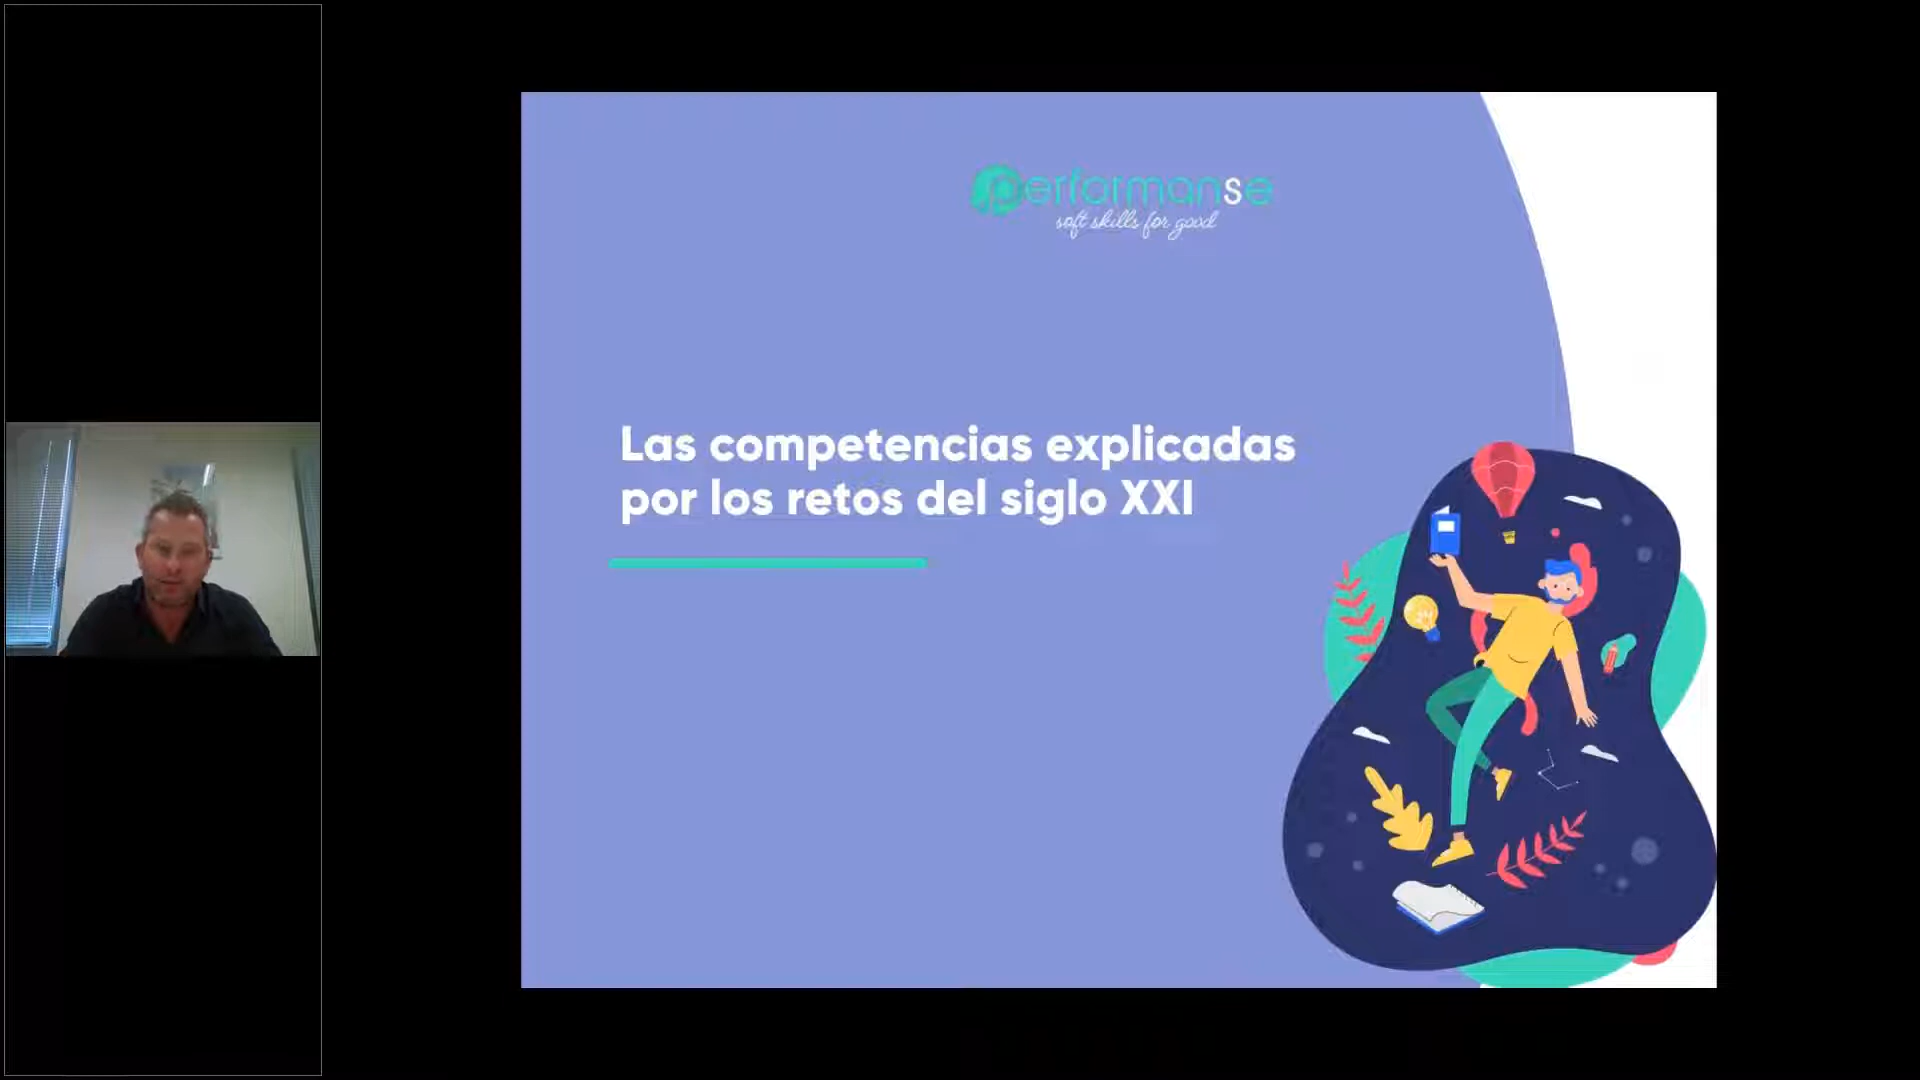 performanse
soft skills for good
Las competencias explicadas
por los retos del siglo XXI